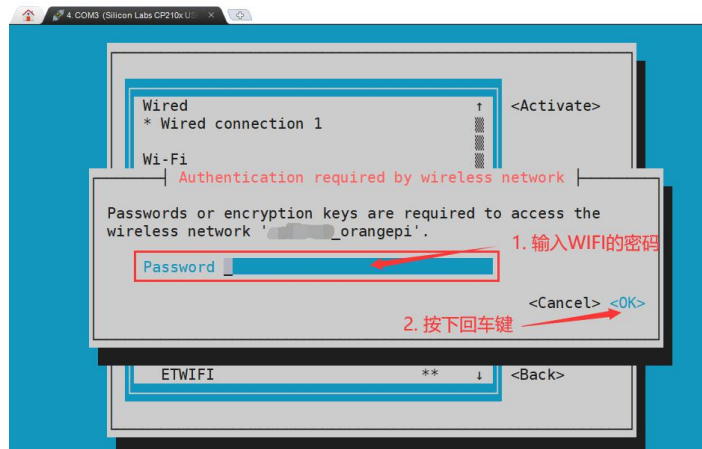 4. COM3 (Silicon Labs CP210x US
Wired
<Activate>
* Wired connection 1
Wi-Fi
Authentication required by wireless network
Passwords or encryption keys are required to access the
wireless network '_orangepi'.
1. 输入WIFI的密码
Password
<Cancel> <OK>
2. 按下回车键
ETWIFI ** <Back>